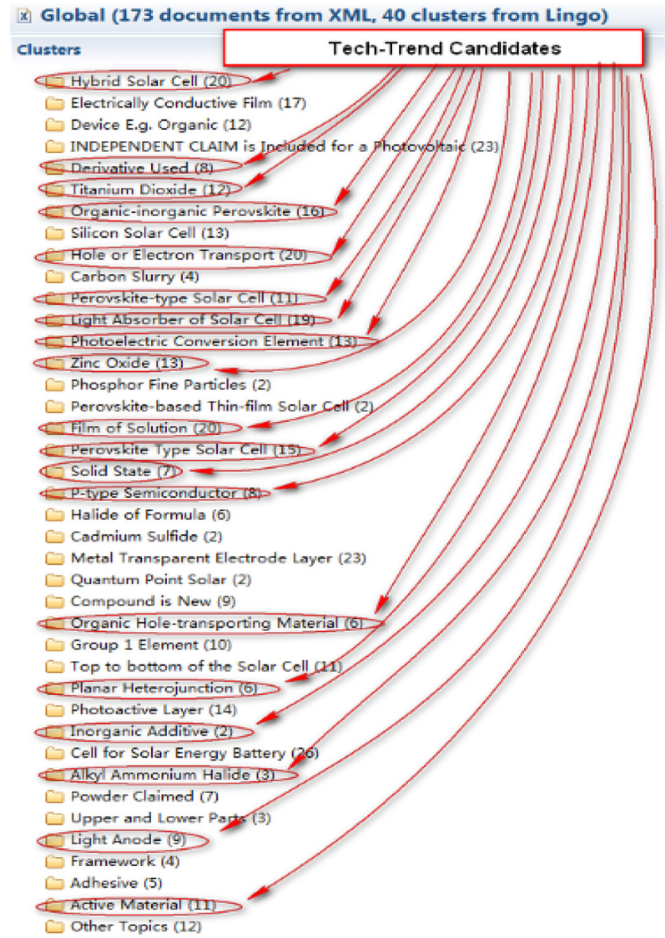 Global (173 documents from XML, 40 clusters from Lingo)
Clusters
Tech-Trend Candidates
Hybrid Solar Cell (20)
Electrically Conductive Film (17)
Device E.g. Organic (12)
INDEPENDENT CLAIM is Included for a Photovoltaic (23)
Derivative Used (8)
Titanium Dioxide (12)
Organic-inorganic Perovskite (16)
Silicon Solar Cell (13)
Hole or Electron Transport (20)
Carbon Slurry (4)
Perovskite-type Solar Cell (11)
Light Absorber of Solar Cell (19)
Photoelectric Conversion Element (13)
Zinc Oxide (13)
Phosphor Fine Particles (2)
Perovskite-based Thin-film Solar Cell (2)
Film of Solution (20)
Perovskite Type Solar Cell (15)
Solid State (7)
P-type Semiconductor (8)
Halide of Formula (6)
Cadmium Sulfide (2)
Metal Transparent Electrode Layer (23)
Quantum Point Solar (2)
Compound is New (9)
Organic Hole-transporting Material (6)
Group 1 Element (10)
Top to bottom of the Solar Cell (11)
Planar Heterojunction (6)
Photoactive Layer (14)
Inorganic Additive (2)
Cell for Solar Energy Battery (26)
Alkyl Ammonium Halide (3)
Powder Claimed (7)
Upper and Lower Parts (3)
Light Anode (9)
Framework (4)
Adhesive (5)
Active Material (11)
Other Topics (12)